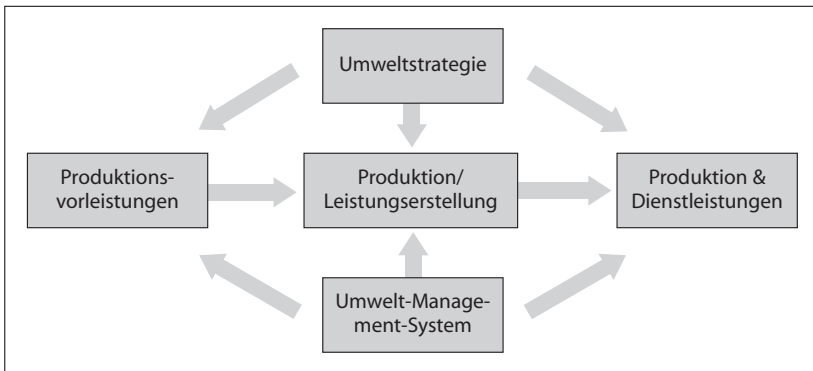 Umweltstrategie
Produktions-
vorleistungen
Produktion/
Leistungserstellung
Produktion &
Dienstleistungen
Umwelt-Manage-
ment-System